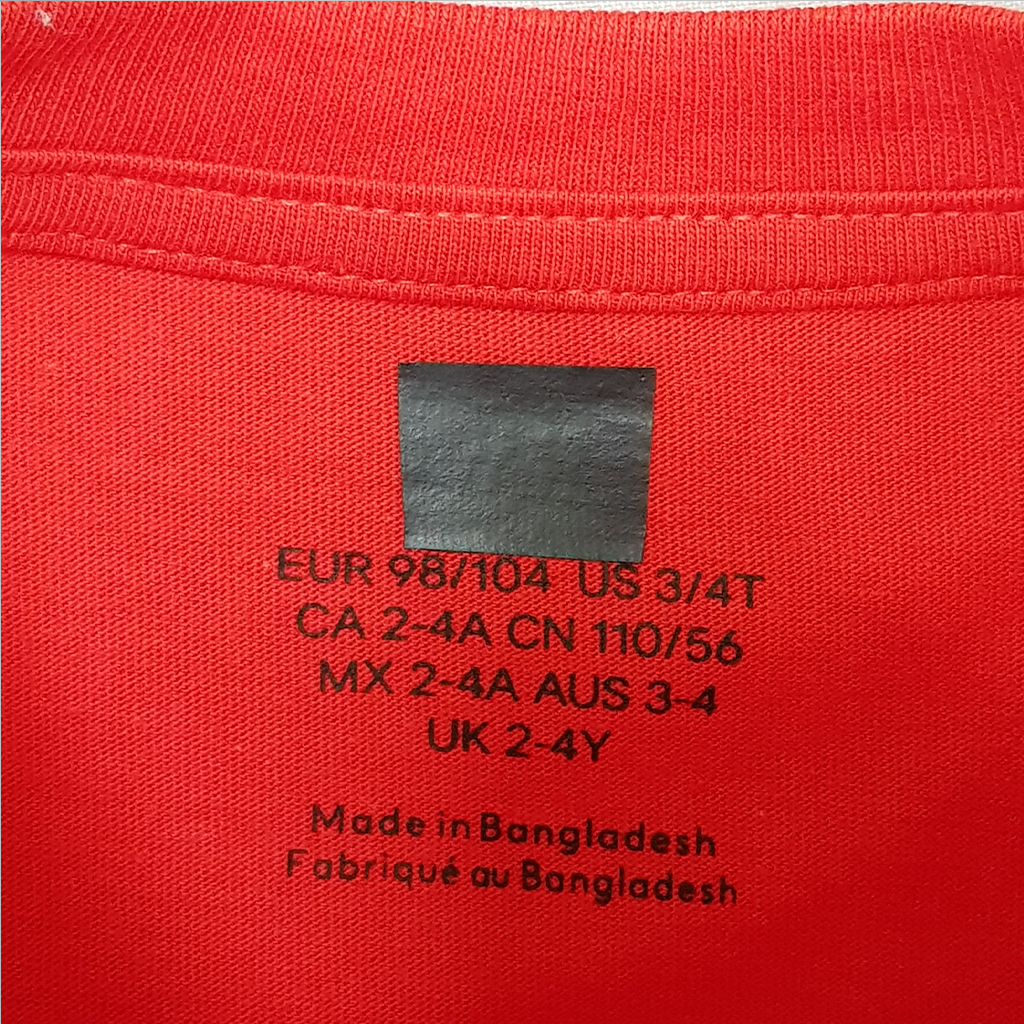 EUR 98/104 US 3/4T
CA 2-4A CN 110/56
MX 2-4A AUS 3-4
UK 2-4Y
Made in Bangladesh
Fabriqué au Bangladesh